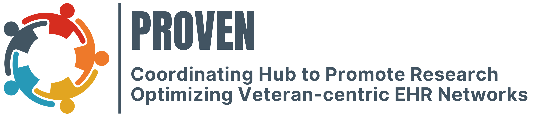 PROVEN
Coordinating Hub to Promote Research
Optimizing Veteran-centric EHR Networks